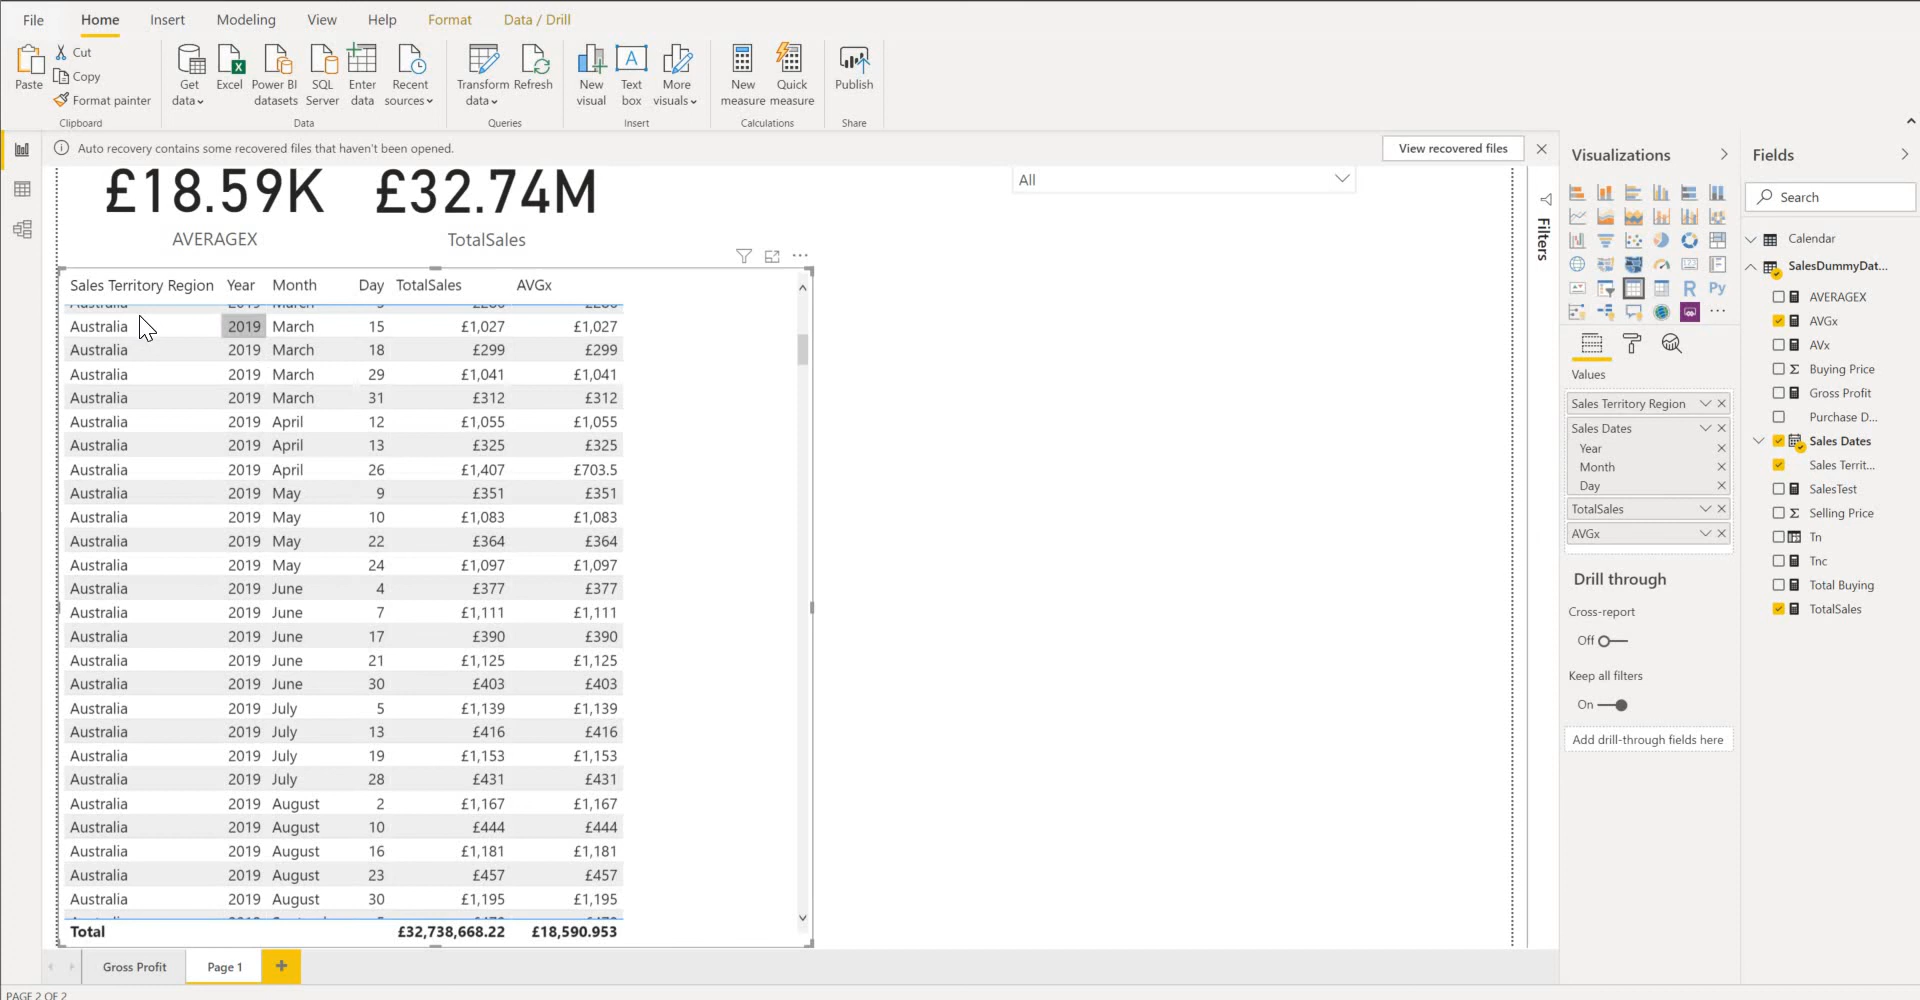 File Home Insert Modeling View Help Format Data / Drill
Paste
Cut
Copy
Format painter
Clipboard
Get data
Excel
Power BI datasets
SQL Server
Enter data
Recent sources
Data
Transform data
Refresh
Queries
New visual
A
Text box
More visuals
Insert
New measure
Quick measure
Calculations
Publish
Share
Auto recovery contains some recovered files that haven't been opened.
View recovered files
£18.59K £32.74M
AVERAGEX TotalSales
All
Filters
Sales Territory Region Year Month Day TotalSales AVGx
Australia 2019 March 15 £1,027 £1,027
Australia 2019 March 18 £299 £299
Australia 2019 March 29 £1,041 £1,041
Australia 2019 March 31 £312 £312
Australia 2019 April 12 £1,055 £1,055
Australia 2019 April 13 £325 £325
Australia 2019 April 26 £1,407 £703.5
Australia 2019 May 9 £351 £351
Australia 2019 May 10 £1,083 £1,083
Australia 2019 May 22 £364 £364
Australia 2019 May 24 £1,097 £1,097
Australia 2019 June 4 £377 £377
Australia 2019 June 7 £1,111 £1,111
Australia 2019 June 17 £390 £390
Australia 2019 June 21 £1,125 £1,125
Australia 2019 June 30 £403 £403
Australia 2019 July 5 £1,139 £1,139
Australia 2019 July 13 £416 £416
Australia 2019 July 19 £1,153 £1,153
Australia 2019 July 28 £431 £431
Australia 2019 August 2 £1,167 £1,167
Australia 2019 August 10 £444 £444
Australia 2019 August 16 £1,181 £1,181
Australia 2019 August 23 £457 £457
Australia 2019 August 30 £1,195 £1,195
Total £32,738,668.22 £18,590.953
Gross Profit Page 1 +
PAGE 2 OF 2
Visualizations
R Py
Values
Sales Territory Region
Sales Dates
Year
Month
Day
TotalSales
AVGx
Drill through
Cross-report
Off
Keep all filters
On
Add drill-through fields here
Fields
Search
Calendar
SalesDummyDat...
AVERAGEX
AVGx
AVx
Σ Buying Price
Gross Profit
Purchase D...
Sales Dates
Sales Territ...
SalesTest
Σ Selling Price
Tn
Tnc
Total Buying
TotalSales